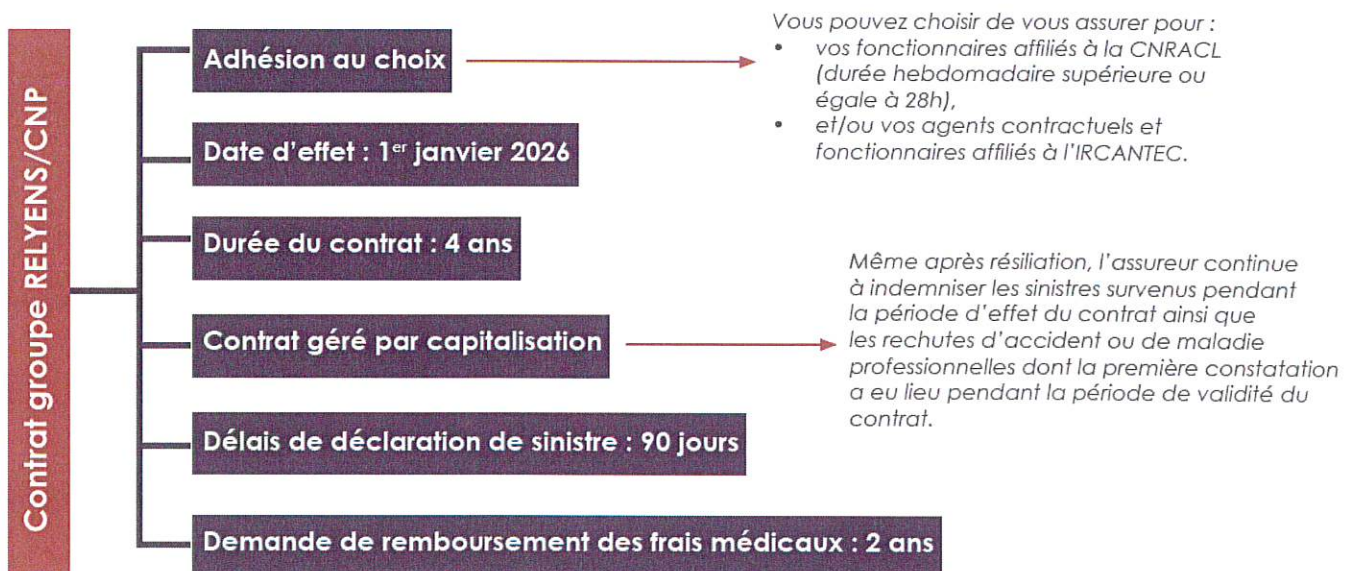 Contrat groupe RELYENS/CNP
Adhésion au choix
Vous pouvez choisir de vous assurer pour :
• vos fonctionnaires affiliés à la CNRACL
(durée hebdomadaire supérieure ou
égale à 28h),
• et/ou vos agents contractuels et
fonctionnaires affiliés à l'IRCANTEC.
Date d'effet : 1er janvier 2026
Durée du contrat : 4 ans
Contrat géré par capitalisation
Même après résiliation, l'assureur continue
à indemniser les sinistres survenus pendant
la période d'effet du contrat ainsi que
les rechutes d'accident ou de maladie
professionnelles dont la première constatation
a eu lieu pendant la période de validité du
contrat.
Délais de déclaration de sinistre : 90 jours
Demande de remboursement des frais médicaux : 2 ans